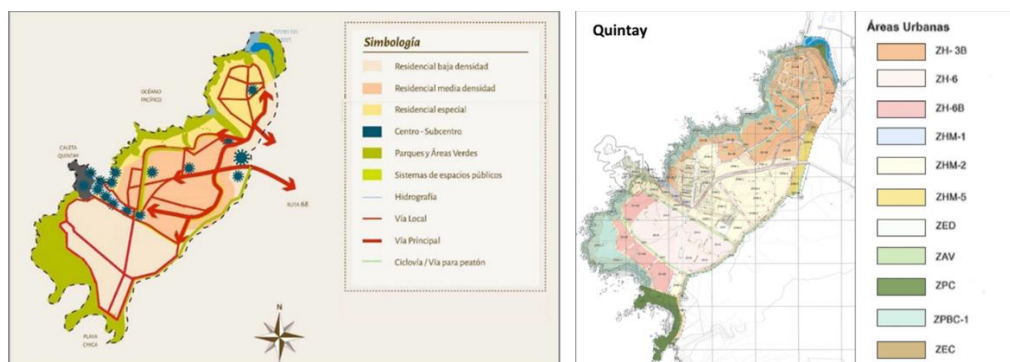 OCÉANO
PACÍFICO
CALETA
QUINTAY
RUTA 68
PLAYA
CHICA
N
Simbología
Residencial baja densidad
Residencial media densidad
Residencial especial
Centro - Subcentro
Parques y Áreas Verdes
Sistemas de espacios públicos
Hidrografía
Vía Local
Vía Principal
Ciclovía / Vía para peatón
Quintay
Áreas Urbanas
ZH- 3B
ZH-6
ZH-6B
ZHM-1
ZHM-2
ZHM-5
ZED
ZAV
ZPC
ZPBC-1
ZEC